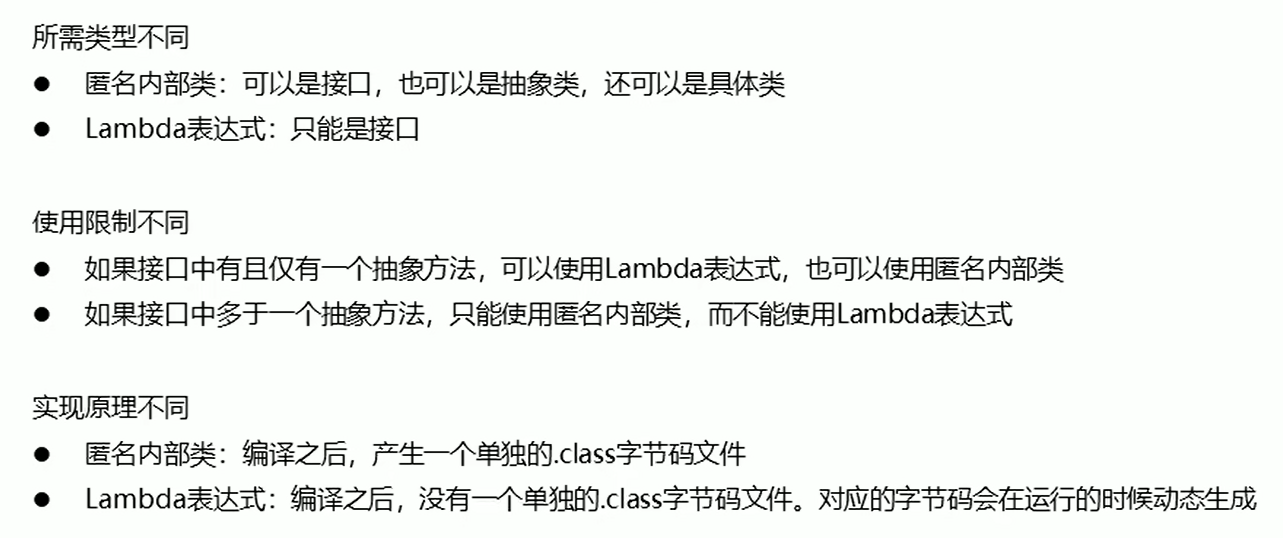 所需类型不同
● 匿名内部类：可以是接口，也可以是抽象类，还可以是具体类
● Lambda表达式：只能是接口
使用限制不同
● 如果接口中有且仅有一个抽象方法，可以使用Lambda表达式，也可以使用匿名内部类
● 如果接口中多于一个抽象方法，只能使用匿名内部类，而不能使用Lambda表达式
实现原理不同
● 匿名内部类：编译之后，产生一个单独的.class字节码文件
● Lambda表达式：编译之后，没有一个单独的.class字节码文件。对应的字节码会在运行的时候动态生成